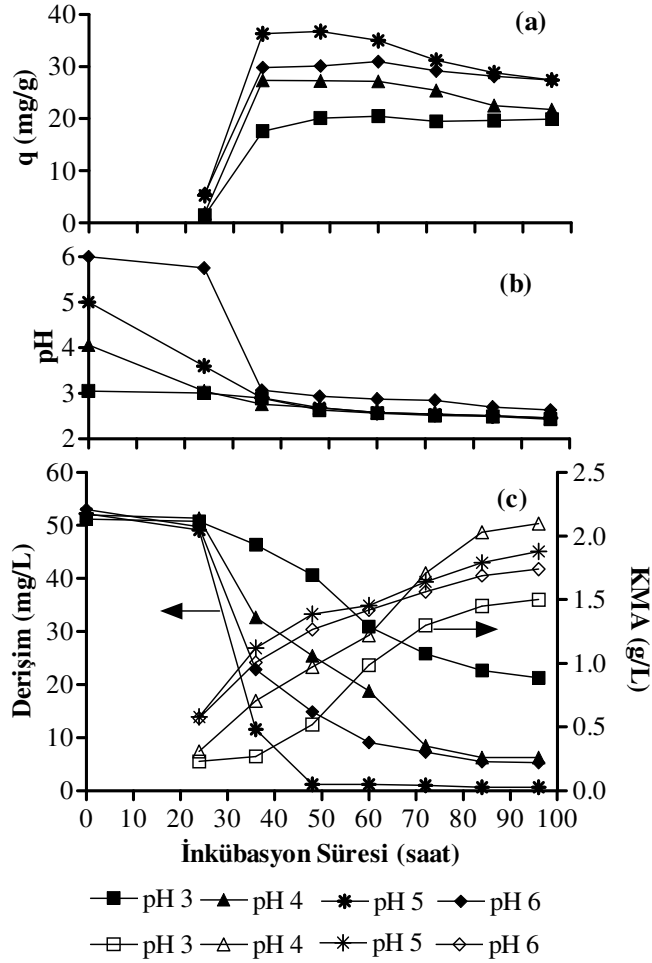 40
30
20
10
0
q (mg/g)
(a)
6
5
4
3
2
pH
(b)
60
50
40
30
20
10
0
Derişim (mg/L)
(c)
2.5
2.0
1.5
1.0
0.5
0.0
KMA (g/L)
0 10 20 30 40 50 60 70 80 90 100
İnkübasyon Süresi (saat)
pH 3 pH 4 pH 5 pH 6
pH 3 pH 4 pH 5 pH 6